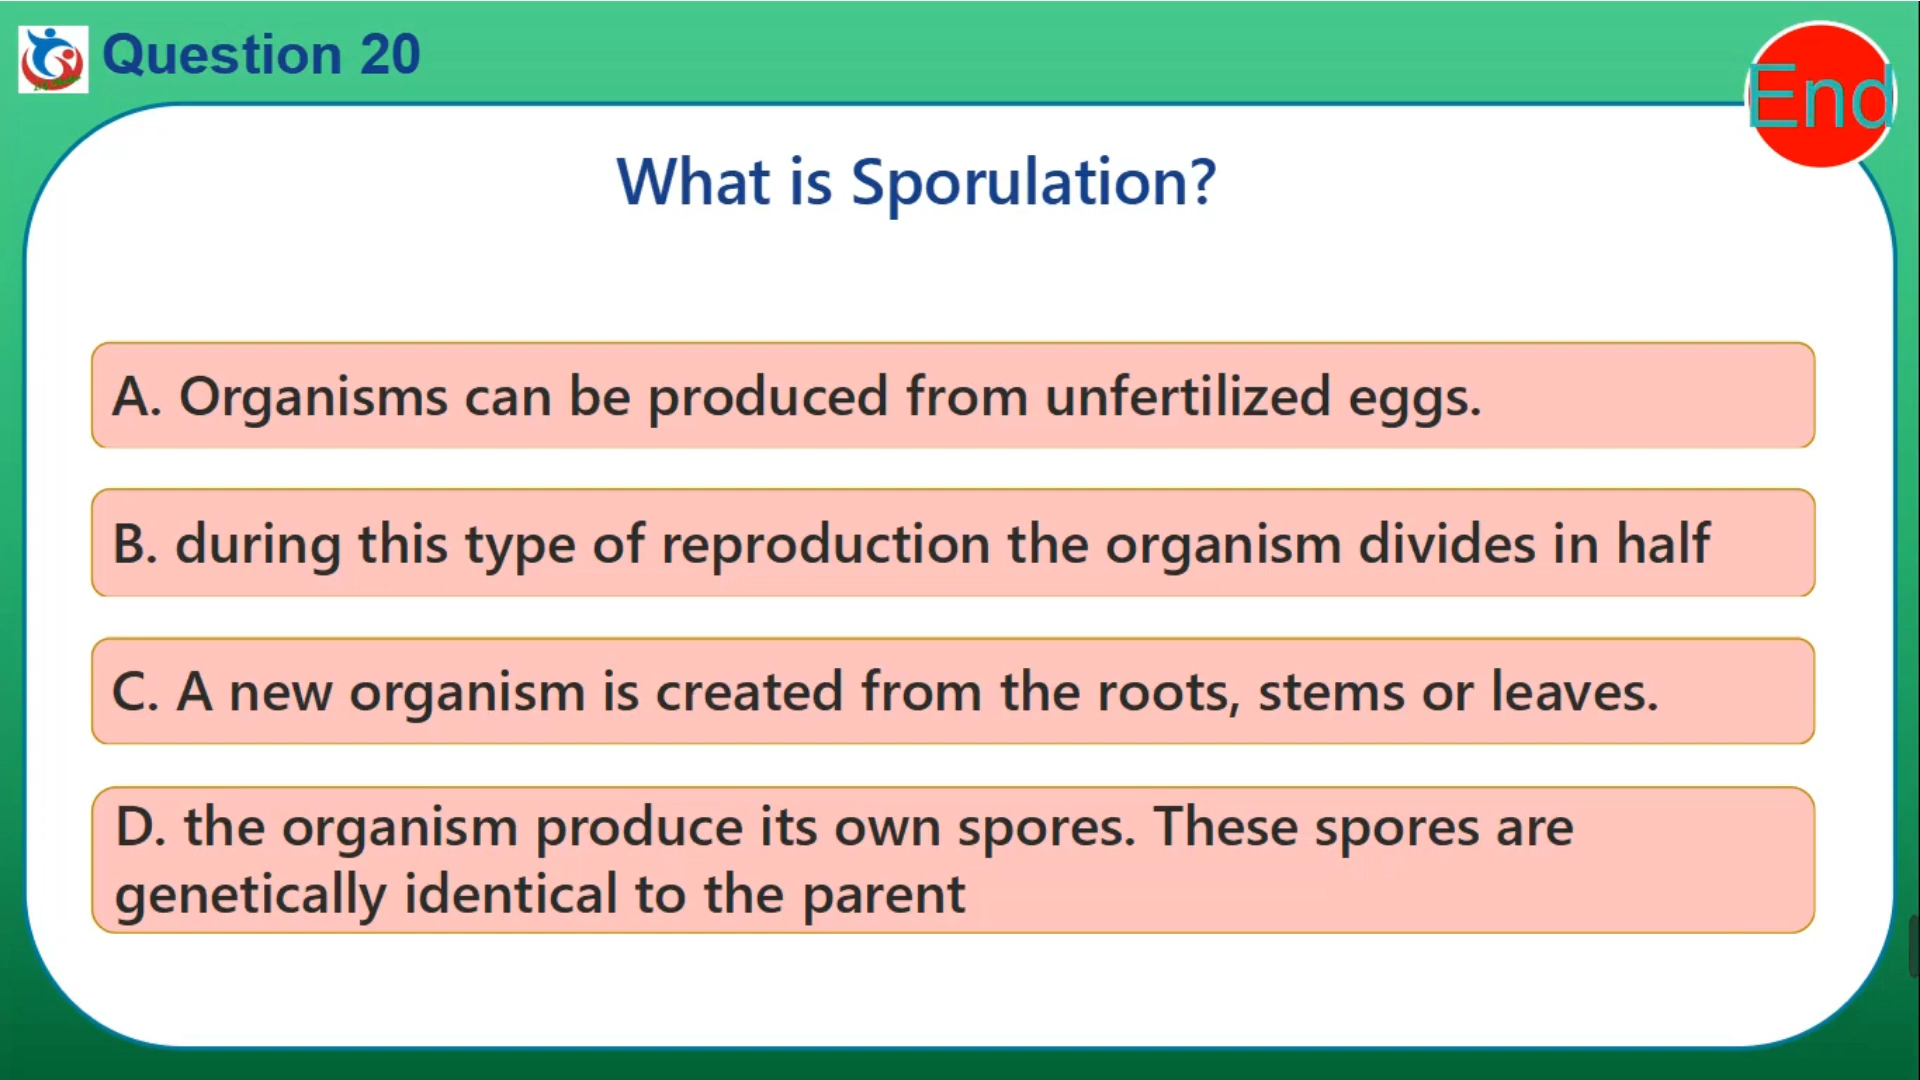 Question 20
End
What is Sporulation?
A. Organisms can be produced from unfertilized eggs.
B. during this type of reproduction the organism divides in half
C. A new organism is created from the roots, stems or leaves.
D. the organism produce its own spores. These spores are
genetically identical to the parent